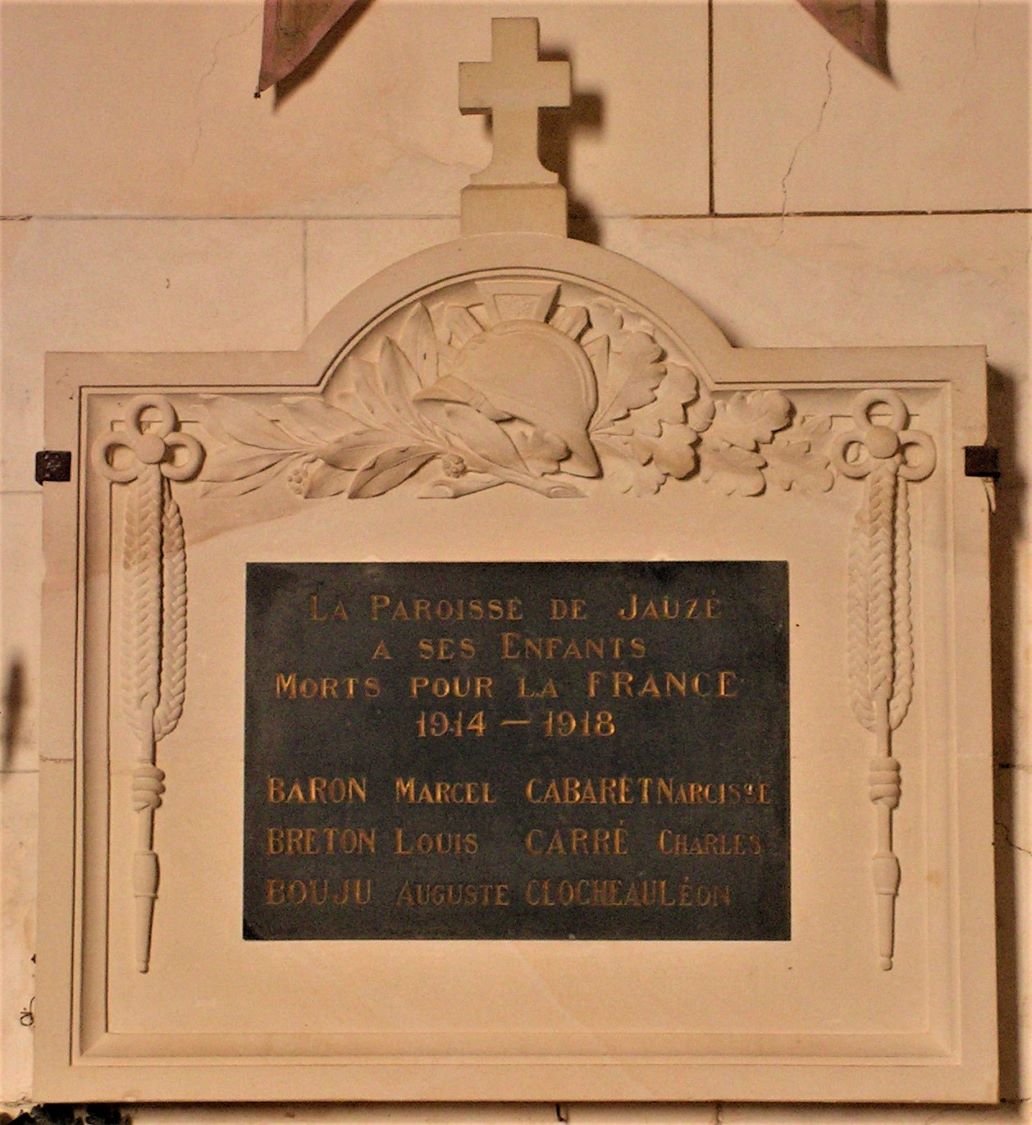 LA PAROISSE DE JAUZÉ
A SES ENFANTS
MORTS POUR LA FRANCE
1914 – 1918
BARON MARCEL CABARET NARCISSE
BRETON LOUIS CARRÉ CHARLES
BOUJU AUGUSTE CLOCHEAU LÉON